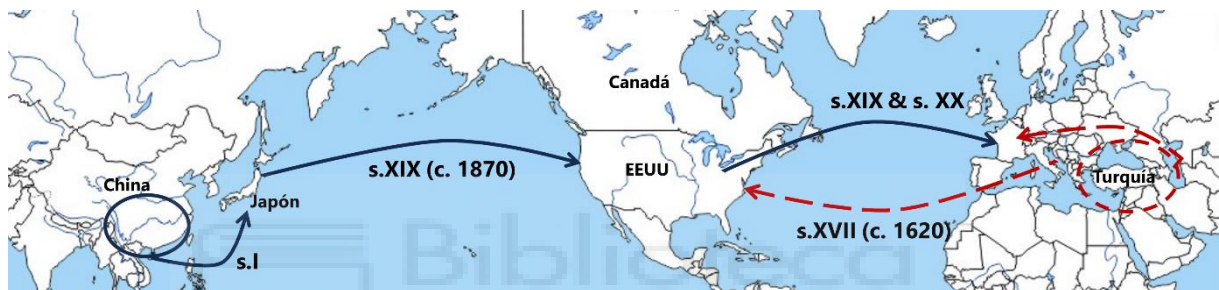 Canadá
s.XIX & s. XX
s.XIX (c. 1870)
EEUU
China
Turquía
Japón
s.XVII (c. 1620)
s.I
Biblioteca